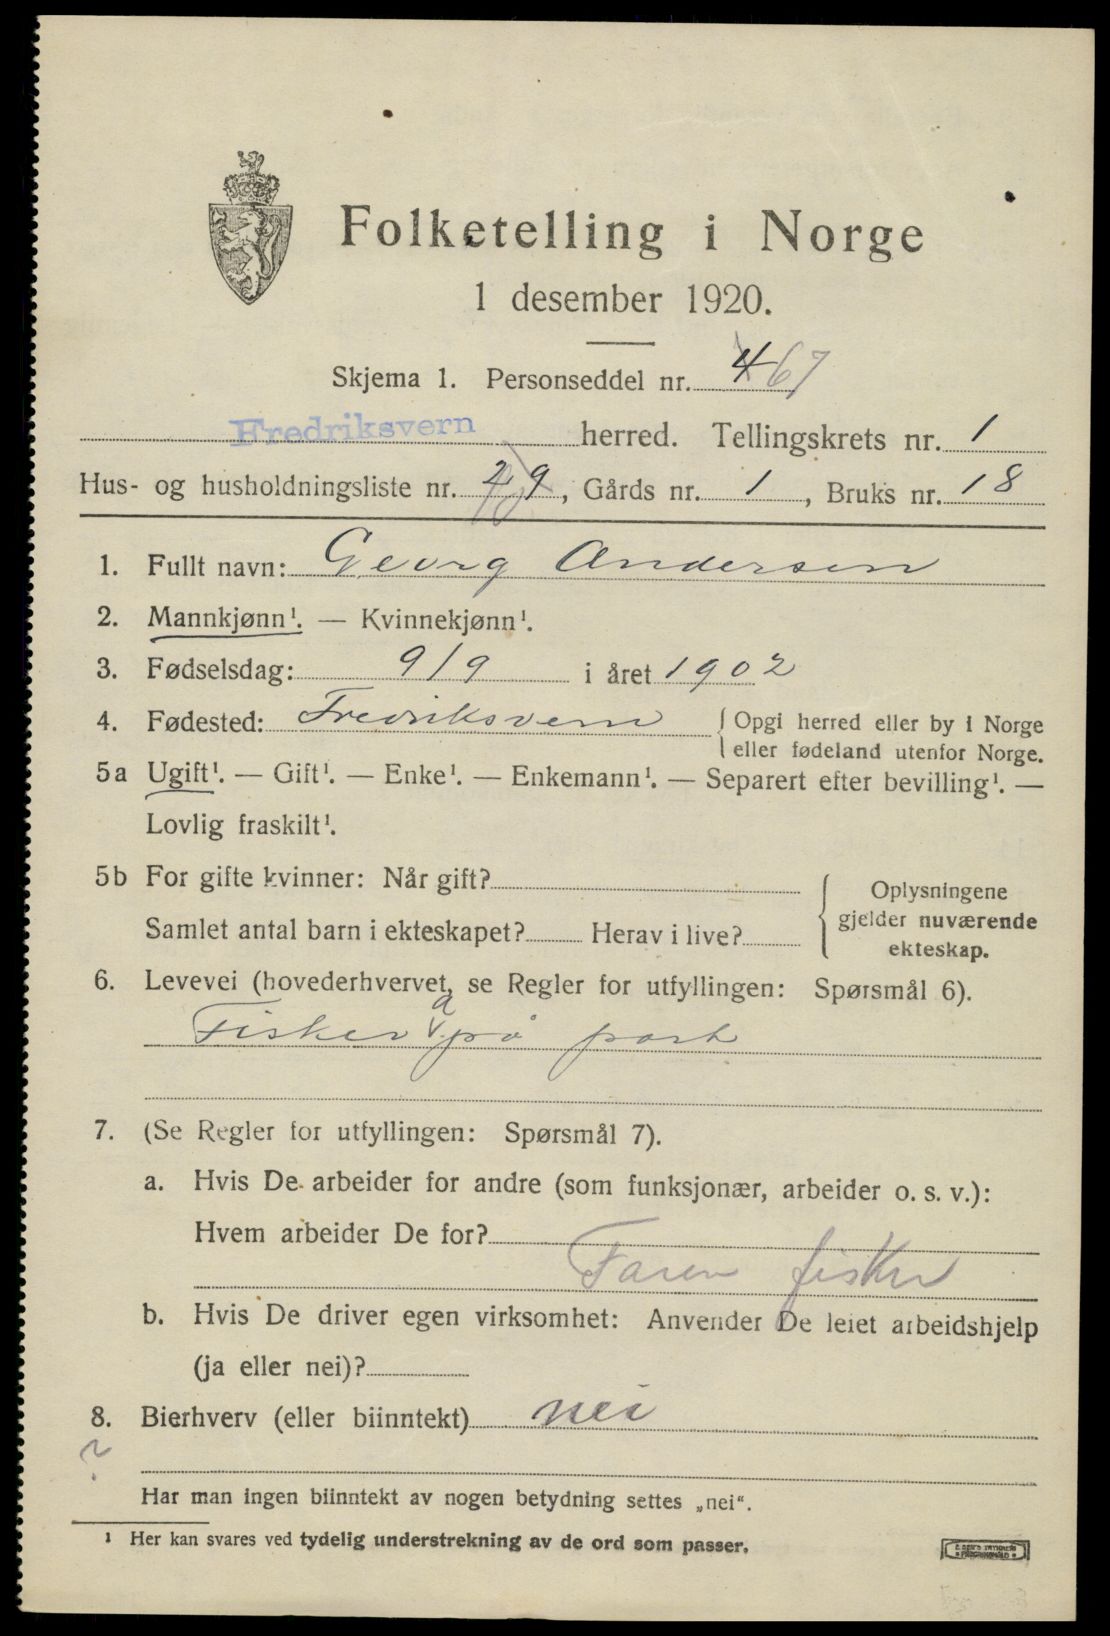 Folketelling i Norge
1 desember 1920.
Skjema 1. Personseddel nr. 4 67
Fredriksvern herred. Tellingskrets nr. 1
Hus- og husholdningsliste nr. 29, Gårds nr. 1, Bruks nr. 18
1. Fullt navn: Georg Andersen
2. Mannkjønn¹. — Kvinnekjønn¹.
3. Fødselsdag: 9/9 i året 1902
4. Fødested: Fredriksvern { Opgi herred eller by i Norge
{ eller fødeland utenfor Norge.
5a Ugift¹. — Gift¹. — Enke¹. — Enkemann¹. — Separert efter bevilling¹. —
Lovlig fraskilt¹.
5b For gifte kvinner: Når gift?
Samlet antal barn i ekteskapet? Herav i live?
{ Oplysningene
gjelder nuværende
ekteskap.
6. Levevei (hovederhvervet, se Regler for utfyllingen: Spørsmål 6).
Fisker på part
7. (Se Regler for utfyllingen: Spørsmål 7).
a. Hvis De arbeider for andre (som funksjonær, arbeider o. s. v.):
Hvem arbeider De for?
Faren fisker
b. Hvis De driver egen virksomhet: Anvender De leiet arbeidshjelp
(ja eller nei)?
8. Bierhverv (eller biinntekt) nei
?
Har man ingen biinntekt av nogen betydning settes „nei“.
¹ Her kan svares ved tydelig understrekning av de ord som passer.